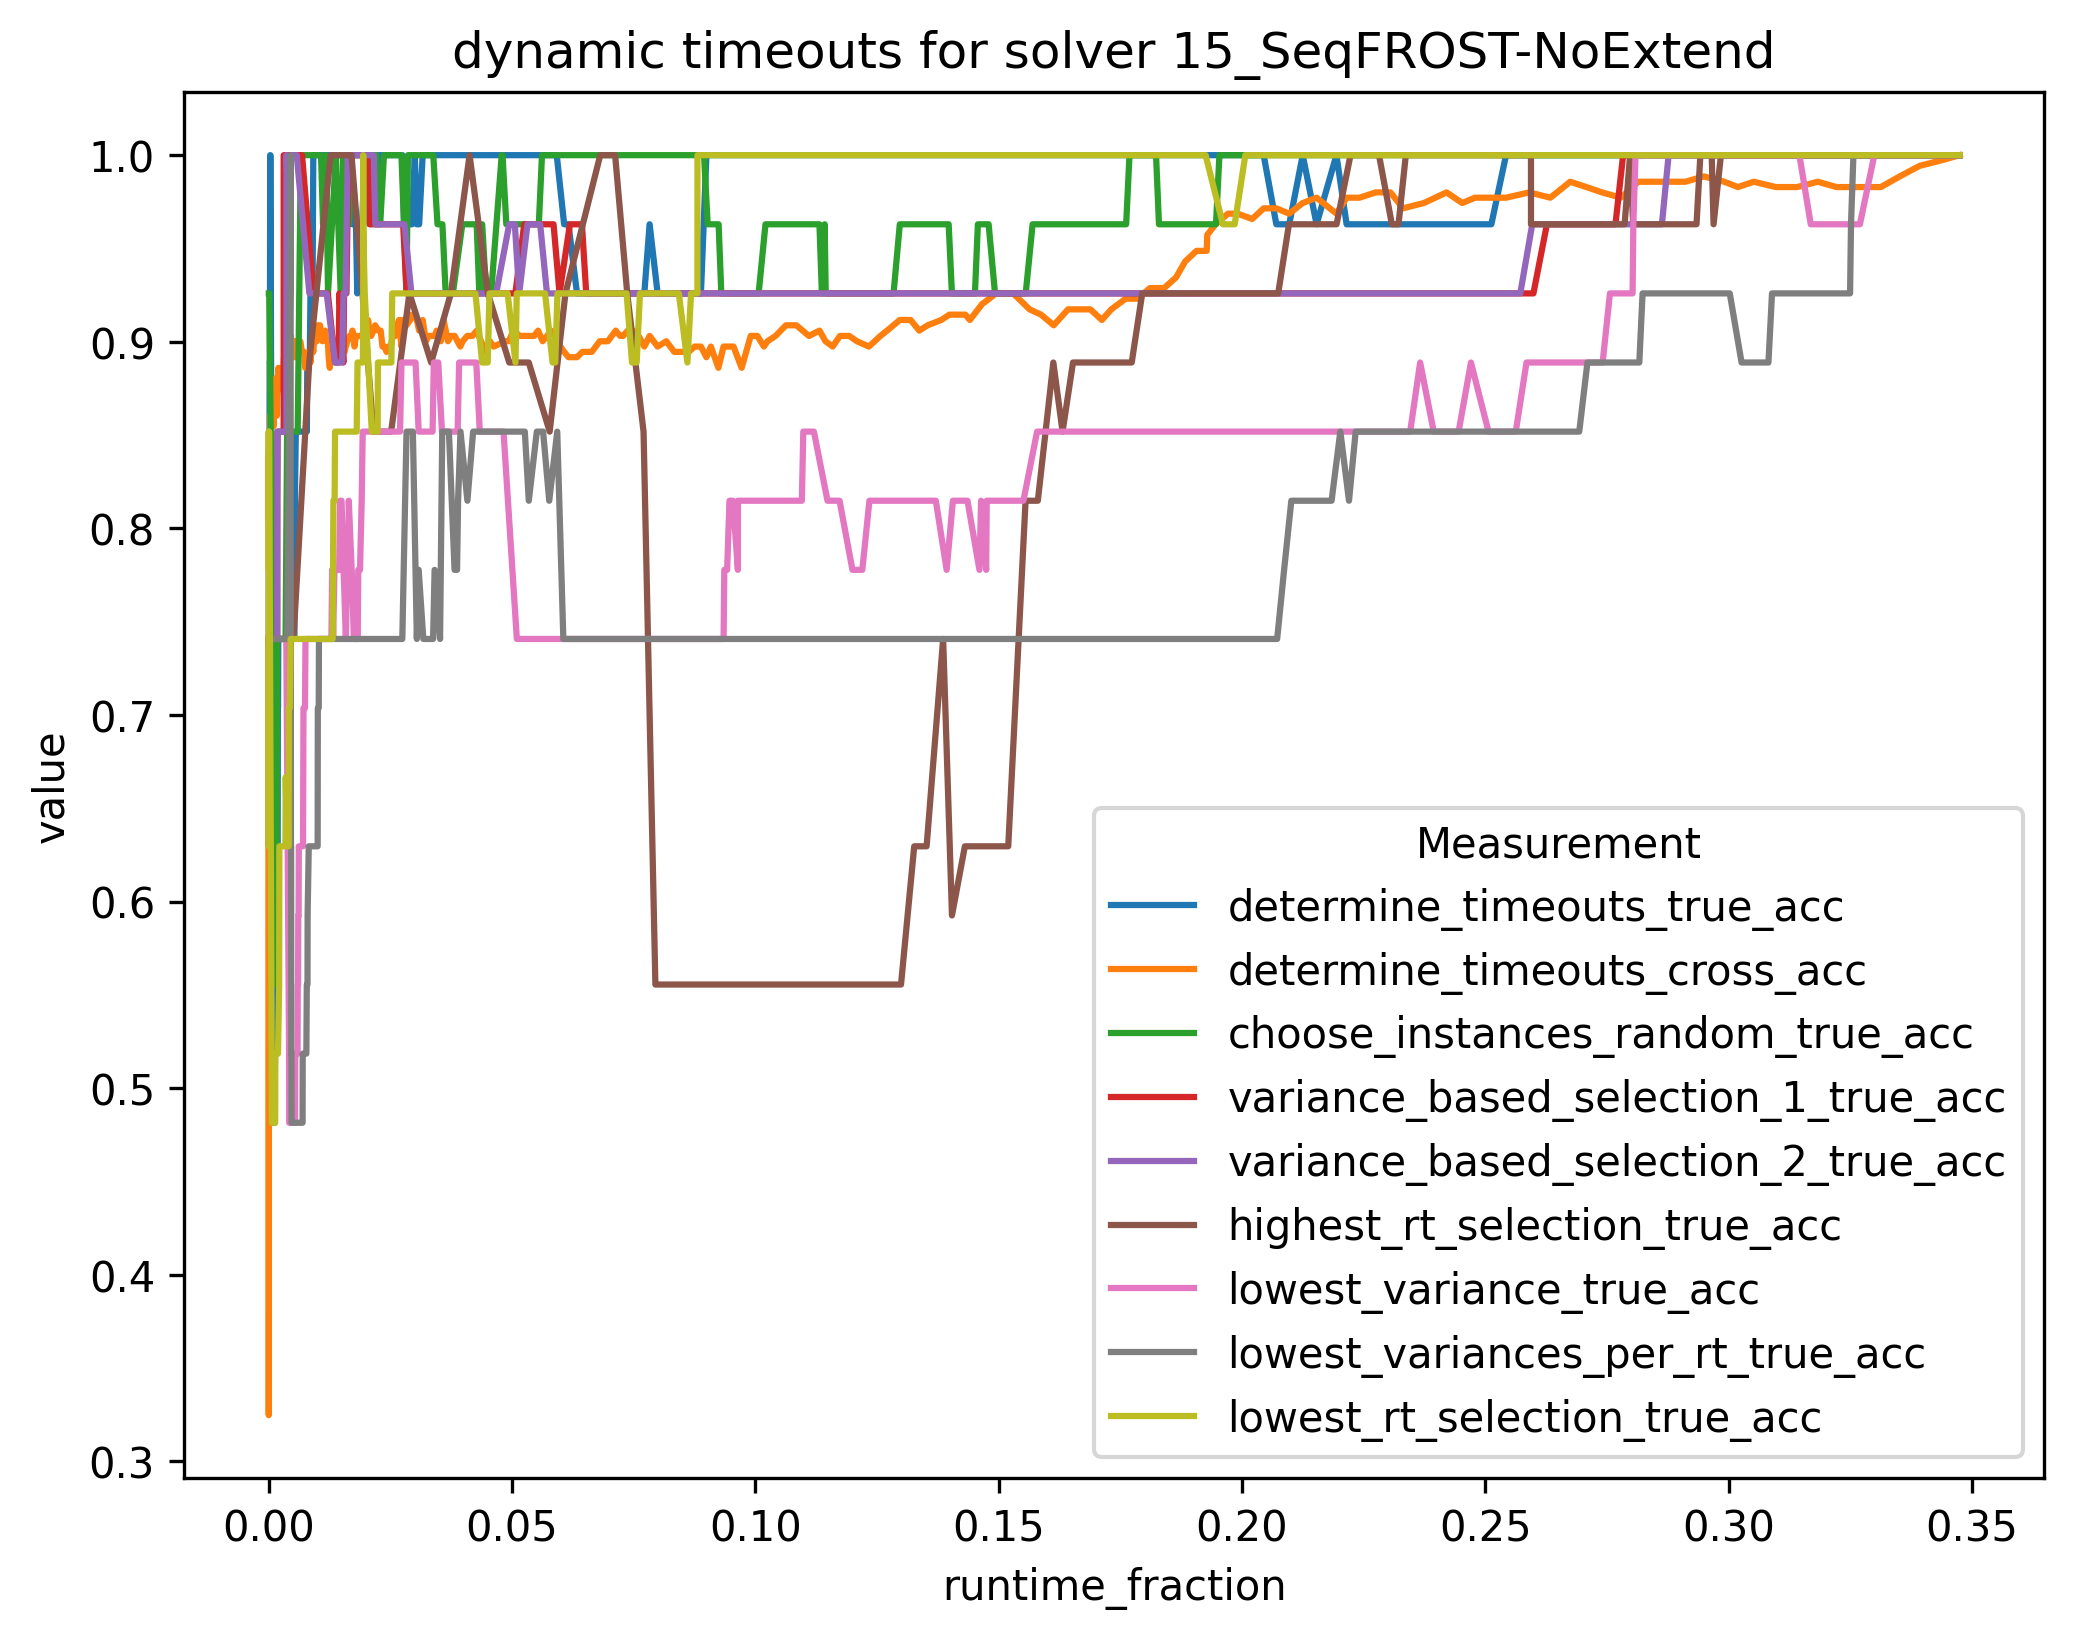 dynamic timeouts for solver 15_SeqFROST-NoExtend
1.0
0.9
0.8
0.7
0.6
0.5
0.4
0.3
value
Measurement
determine_timeouts_true_acc
determine_timeouts_cross_acc
choose_instances_random_true_acc
variance_based_selection_1_true_acc
variance_based_selection_2_true_acc
highest_rt_selection_true_acc
lowest_variance_true_acc
lowest_variances_per_rt_true_acc
lowest_rt_selection_true_acc
0.00 0.05 0.10 0.15 0.20 0.25 0.30 0.35
runtime_fraction